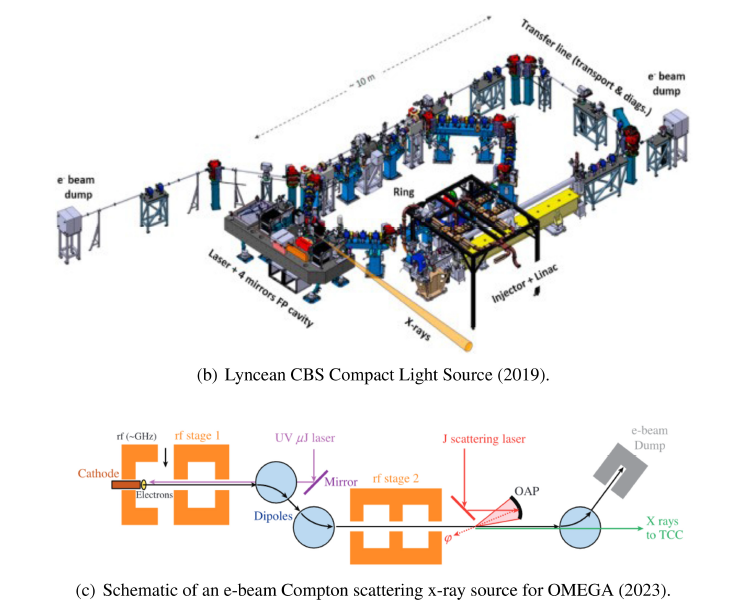 ~ 10 m
Transfer line (transport & diags.)
e⁻ beam
dump
e⁻ beam
dump
Ring
Laser + 4 mirrors FP cavity
X-rays
Injector + Linac
(b) Lyncean CBS Compact Light Source (2019).
rf (~GHz)
rf stage 1
UV μJ laser
J scattering laser
e-beam
Dump
Cathode
Electrons
Mirror
rf stage 2
OAP
Dipoles
φ
X rays
to TCC
(c) Schematic of an e-beam Compton scattering x-ray source for OMEGA (2023).